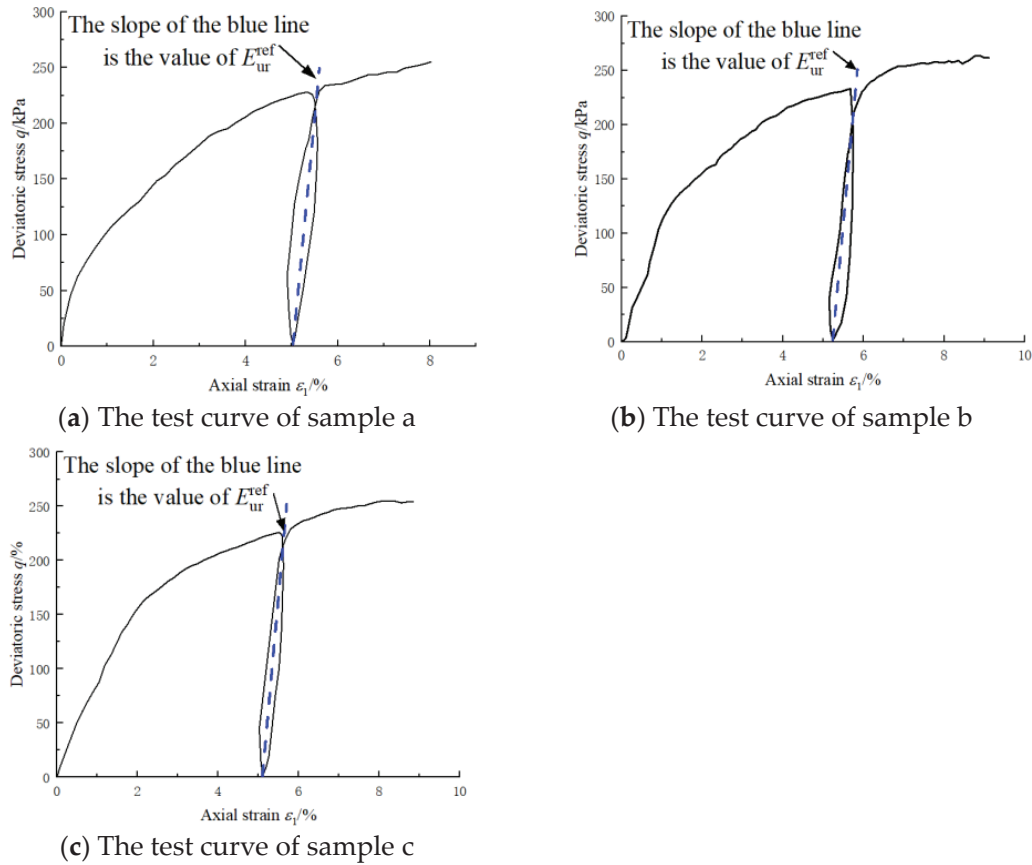 The slope of the blue line
is the value of E_ur^ref
300
250
200
150
100
50
0
Deviatoric stress q/kPa
0
2
4
6
8
Axial strain ε₁/%
(a) The test curve of sample a
The slope of the blue line
is the value of E_ur^ref
300
250
200
150
100
50
0
Deviatoric stress q/kPa
0
2
4
6
8
10
Axial strain ε₁/%
(b) The test curve of sample b
The slope of the blue line
is the value of E_ur^ref
300
250
200
150
100
50
0
Deviatoric stress q/%
0
2
4
6
8
10
Axial strain ε₁/%
(c) The test curve of sample c